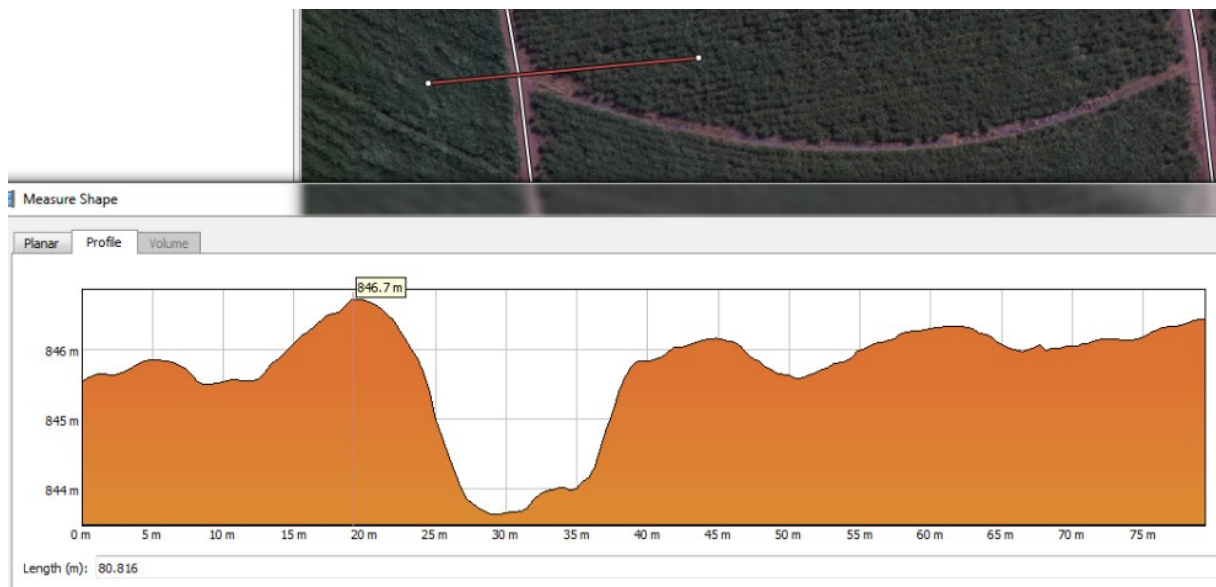 Measure Shape
Planar Profile Volume
846.7 m
846 m
845 m
844 m
0 m 5 m 10 m 15 m 20 m 25 m 30 m 35 m 40 m 45 m 50 m 55 m 60 m 65 m 70 m 75 m
Length (m): 80.816